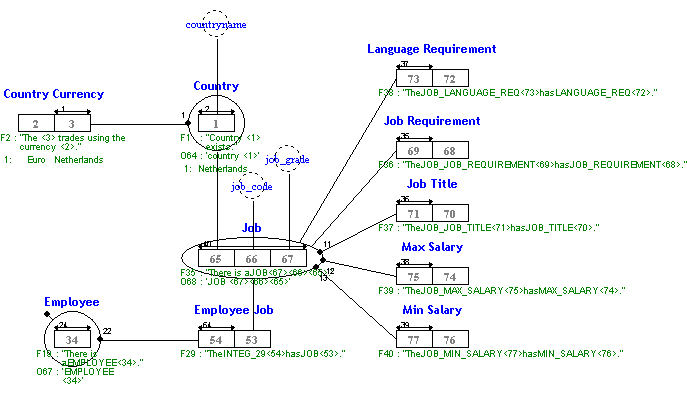 countryname
Language Requirement
37
73 72
F38 : "TheJOB_LANGUAGE_REQ<73>hasLANGUAGE_REQ<72>."
Country Currency
1
2 3
F2 : "The <3> trades using the
currency <2>."
1: Euro Netherlands
Country
1
2
1
F1 : "Country <1>
exists."
O64 : 'country <1>'
1: Netherlands
Job Requirement
35
69 68
F36 : "TheJOB_JOB_REQUIREMENT<69>hasJOB_REQUIREMENT<68>."
job_grade
job_code
Job Title
36
71 70
F37 : "TheJOB_JOB_TITLE<71>hasJOB_TITLE<70>."
Job
40
65 66 67
11
12
13
F35 : "There is aJOB<67><66><65>."
O68 : 'JOB <67><66><65>'
Max Salary
38
75 74
F39 : "TheJOB_MAX_SALARY<75>hasMAX_SALARY<74>."
Employee
24
34
22
F19 : "There is
aEMPLOYEE<34>."
O67 : 'EMPLOYEE
<34>'
Employee Job
54
54 53
F29 : "TheINTEG_29<54>hasJOB<53>."
Min Salary
39
77 76
F40 : "TheJOB_MIN_SALARY<77>hasMIN_SALARY<76>."